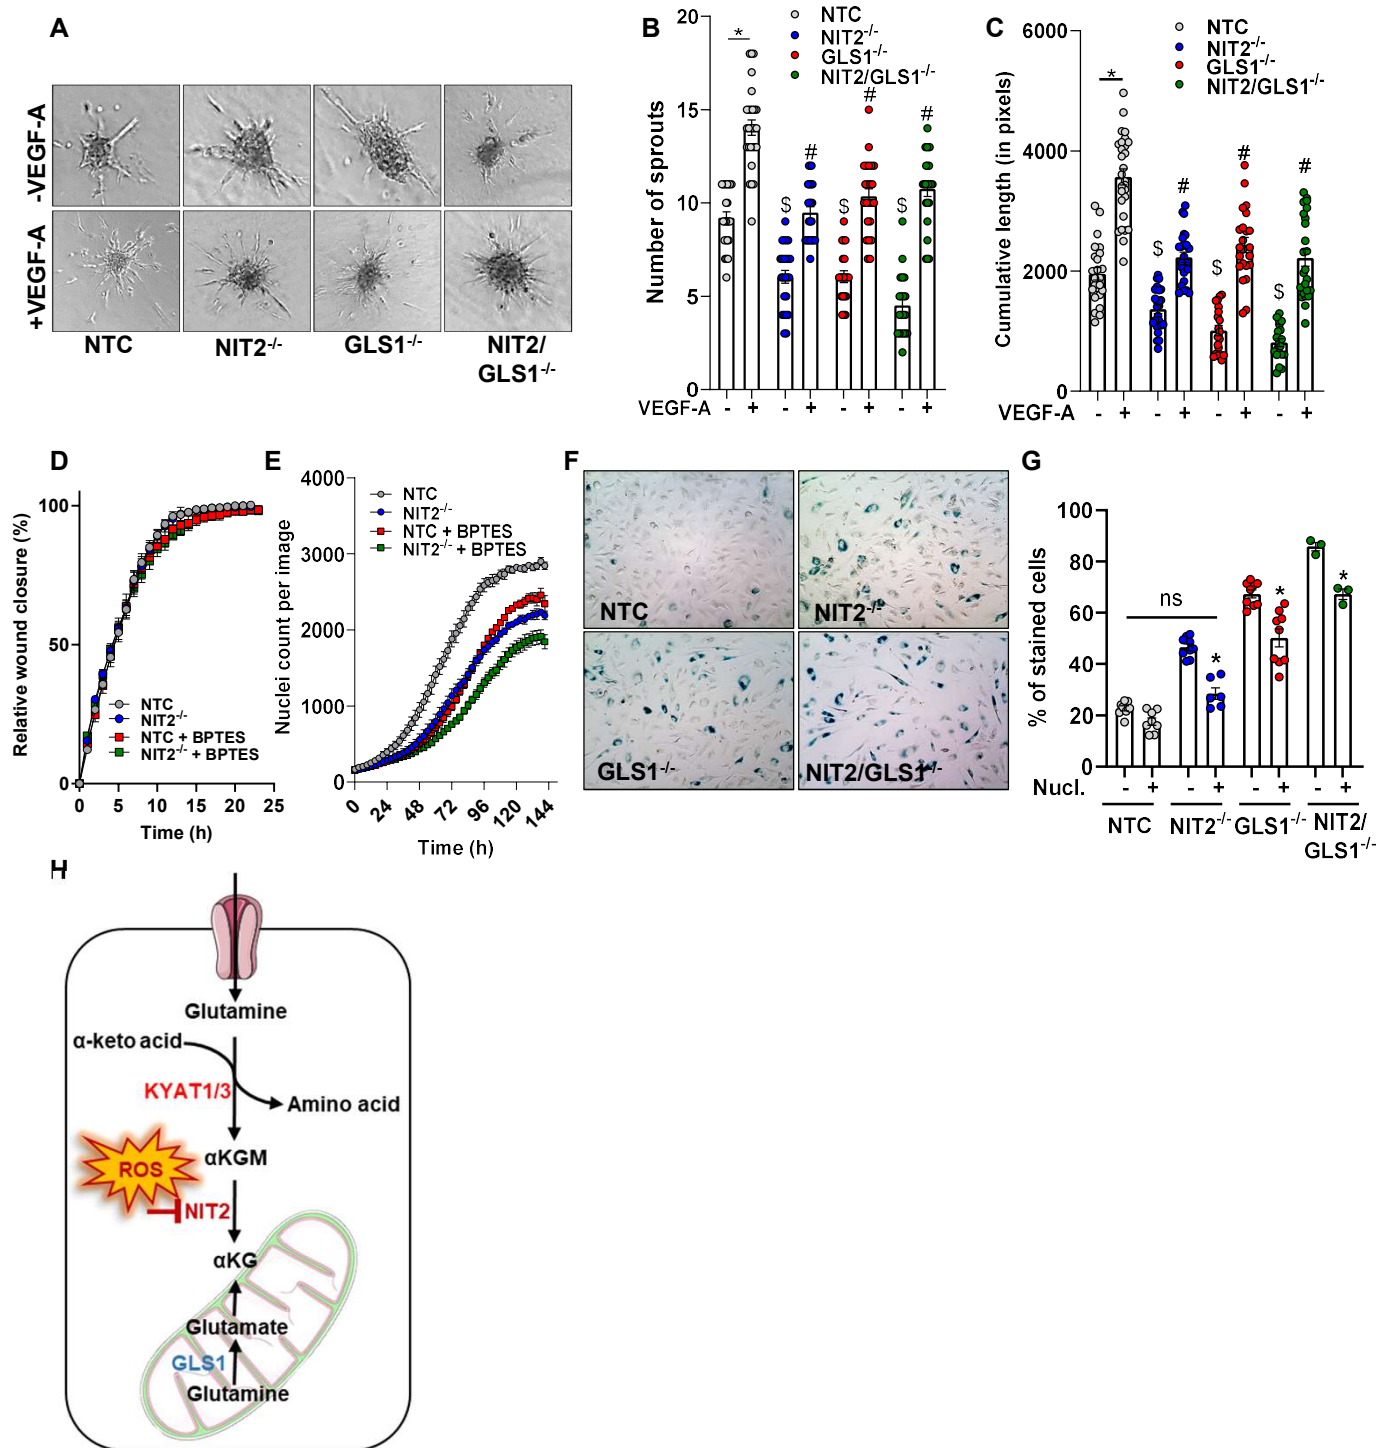 A
-VEGF-A
+VEGF-A
NTC
NIT2-/-
GLS1-/-
NIT2/
GLS1-/-
B
Number of sprouts
20
15
10
5
0
NTC
NIT2-/-
GLS1-/-
NIT2/GLS1-/-
*
$ # $ # $ #
VEGF-A - + - + - + - +
C
Cumulative length (in pixels)
6000
4000
2000
0
NTC
NIT2-/-
GLS1-/-
NIT2/GLS1-/-
*
$ # $ # $ #
VEGF-A - + - + - + - +
D
Relative wound closure (%)
100
50
0
NTC
NIT2-/-
NTC + BPTES
NIT2-/- + BPTES
0 5 10 15 20 25
Time (h)
E
Nuclei count per image
4000
3000
2000
1000
0
NTC
NIT2-/-
NTC + BPTES
NIT2-/- + BPTES
0 24 48 72 96 120 144
Time (h)
F
NTC
NIT2-/-
GLS1-/-
NIT2/GLS1-/-
G
% of stained cells
100
80
60
40
20
0
ns
* * *
Nucl. - + - + - + - +
NTC NIT2-/- GLS1-/- NIT2/
GLS1-/-
H
Glutamine
α-keto acid
KYAT1/3
Amino acid
ROS
αKGM
NIT2
αKG
Glutamate
GLS1
Glutamine